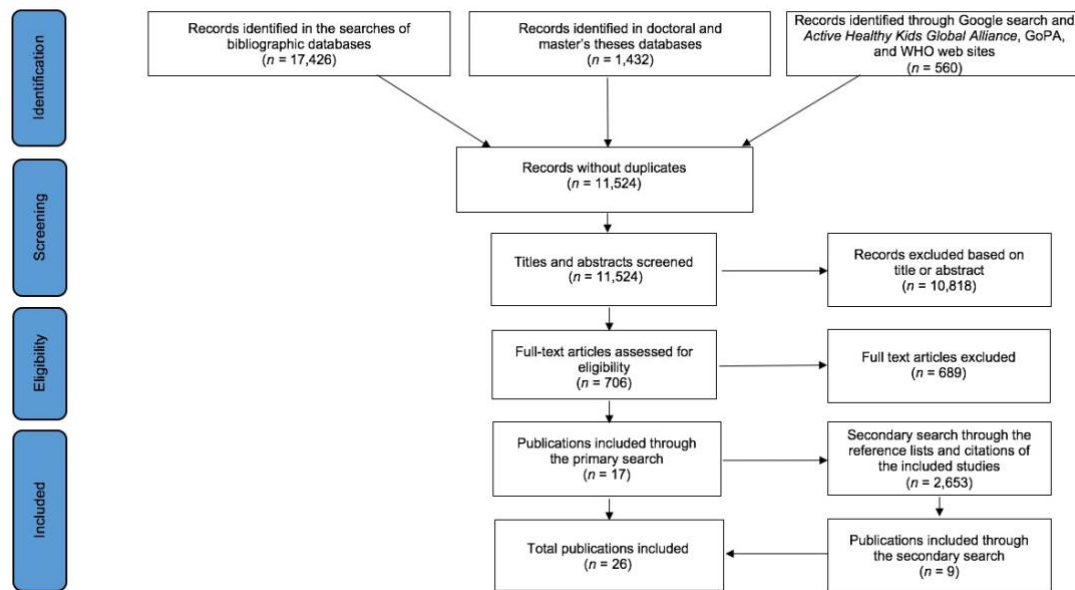 Identification
Records identified in the searches of
bibliographic databases
(n = 17,426)
Records identified in doctoral and
master's theses databases
(n = 1,432)
Records identified through Google search and
Active Healthy Kids Global Alliance, GoPA,
and WHO web sites
(n = 560)
Records without duplicates
(n = 11,524)
Screening
Titles and abstracts screened
(n = 11,524)
Records excluded based on
title or abstract
(n = 10,818)
Eligibility
Full-text articles assessed for
eligibility
(n = 706)
Full text articles excluded
(n = 689)
Included
Publications included through
the primary search
(n = 17)
Secondary search through the
reference lists and citations of
the included studies
(n = 2,653)
Total publications included
(n = 26)
Publications included through
the secondary search
(n = 9)